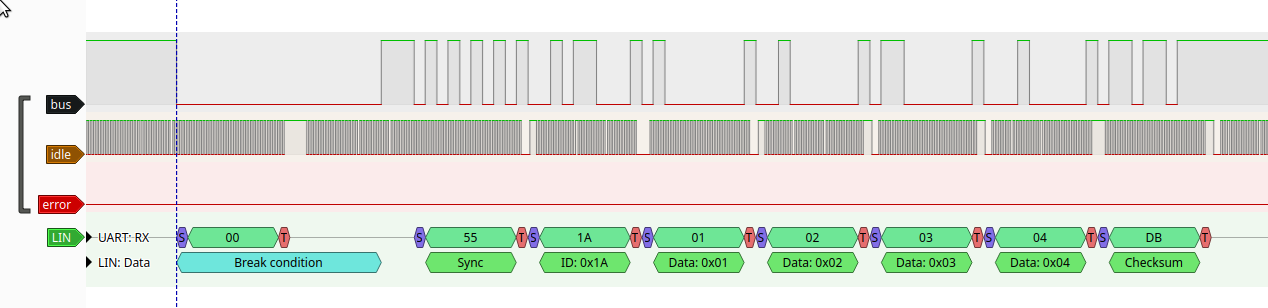 bus
idle
error
LIN UART: RX S 00 T S 55 T S 1A T S 01 T S 02 T S 03 T S 04 T S DB T
LIN: Data Break condition Sync ID: 0x1A Data: 0x01 Data: 0x02 Data: 0x03 Data: 0x04 Checksum